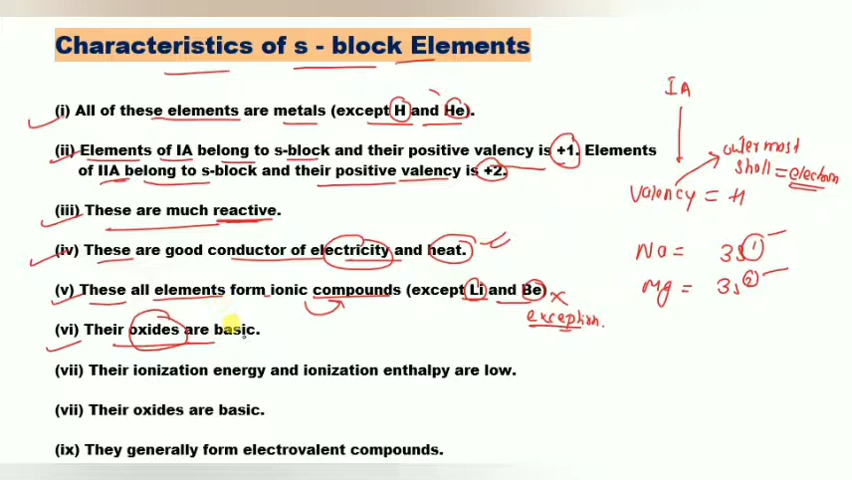 Characteristics of s - block Elements
(i) All of these elements are metals (except H and He).
(ii) Elements of IA belong to s-block and their positive valency is +1. Elements
of IIA belong to s-block and their positive valency is +2.
(iii) These are much reactive.
(iv) These are good conductor of electricity and heat.
(v) These all elements form ionic compounds (except Li and Be)
exception.
(vi) Their oxides are basic.
(vii) Their ionization energy and ionization enthalpy are low.
(vii) Their oxides are basic.
(ix) They generally form electrovalent compounds.
IA
outermost
shell = electron
Valency = +1
Na = 3s1
Mg = 3s2